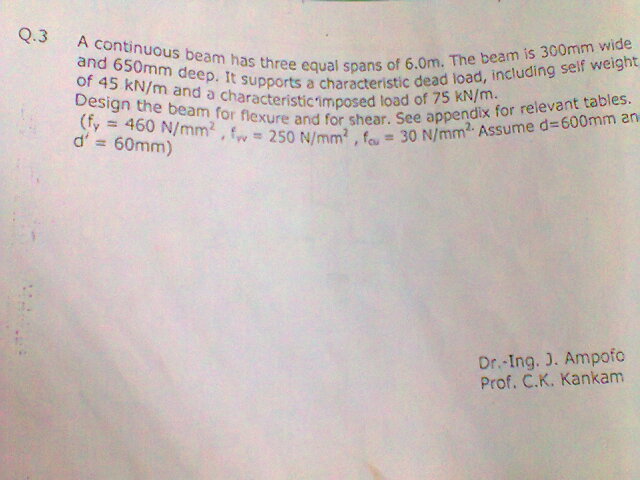 Q.3 A continuous beam has three equal spans of 6.0m. The beam is 300mm wide
and 650mm deep. It supports a characteristic dead load, including self weight
of 45 kN/m and a characteristic imposed load of 75 kN/m.
Design the beam for flexure and for shear. See appendix for relevant tables.
(fy = 460 N/mm², fyv = 250 N/mm², fcu = 30 N/mm². Assume d=600mm an
d' = 60mm)
Dr.-Ing. J. Ampofo
Prof. C.K. Kankam